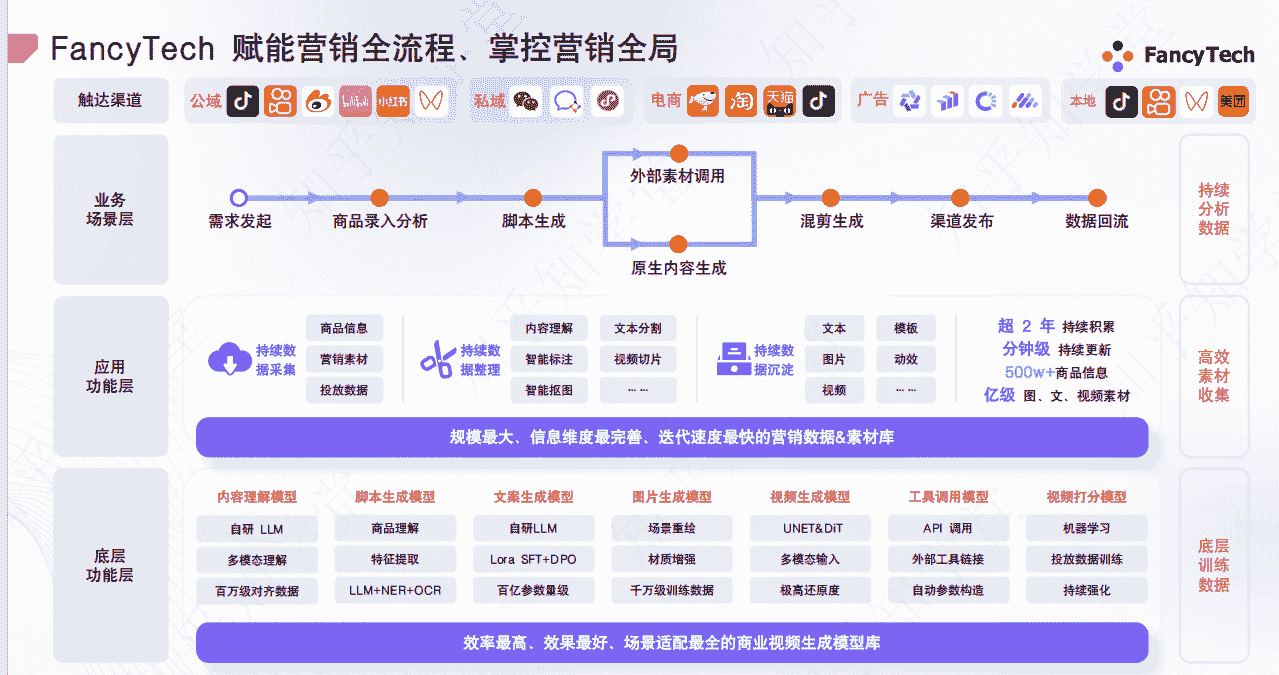 FancyTech 赋能营销全流程、掌控营销全局
FancyTech
触达渠道
公域
小红书
私域
电商
淘
天猫
广告
本地
美团
业务
场景层
需求发起
商品录入分析
脚本生成
外部素材调用
原生内容生成
混剪生成
渠道发布
数据回流
持续
分析
数据
应用
功能层
持续数
据采集
商品信息
营销素材
投放数据
持续数
据整理
内容理解
文本分割
智能标注
视频切片
智能抠图
... ...
持续数
据沉淀
文本
模板
图片
动效
视频
... ...
超 2 年 持续积累
分钟级 持续更新
500w+商品信息
亿级 图、文、视频素材
高效
素材
收集
规模最大、信息维度最完善、迭代速度最快的营销数据&素材库
底层
功能层
内容理解模型
自研 LLM
多模态理解
百万级对齐数据
脚本生成模型
商品理解
特征提取
LLM+NER+OCR
文案生成模型
自研LLM
Lora SFT+DPO
百亿参数量级
图片生成模型
场景重绘
材质增强
千万级训练数据
视频生成模型
UNET&DiT
多模态输入
极高还原度
工具调用模型
API 调用
外部工具链接
自动参数构造
视频打分模型
机器学习
投放数据训练
持续强化
底层
训练
数据
效率最高、效果最好、场景适配最全的商业视频生成模型库